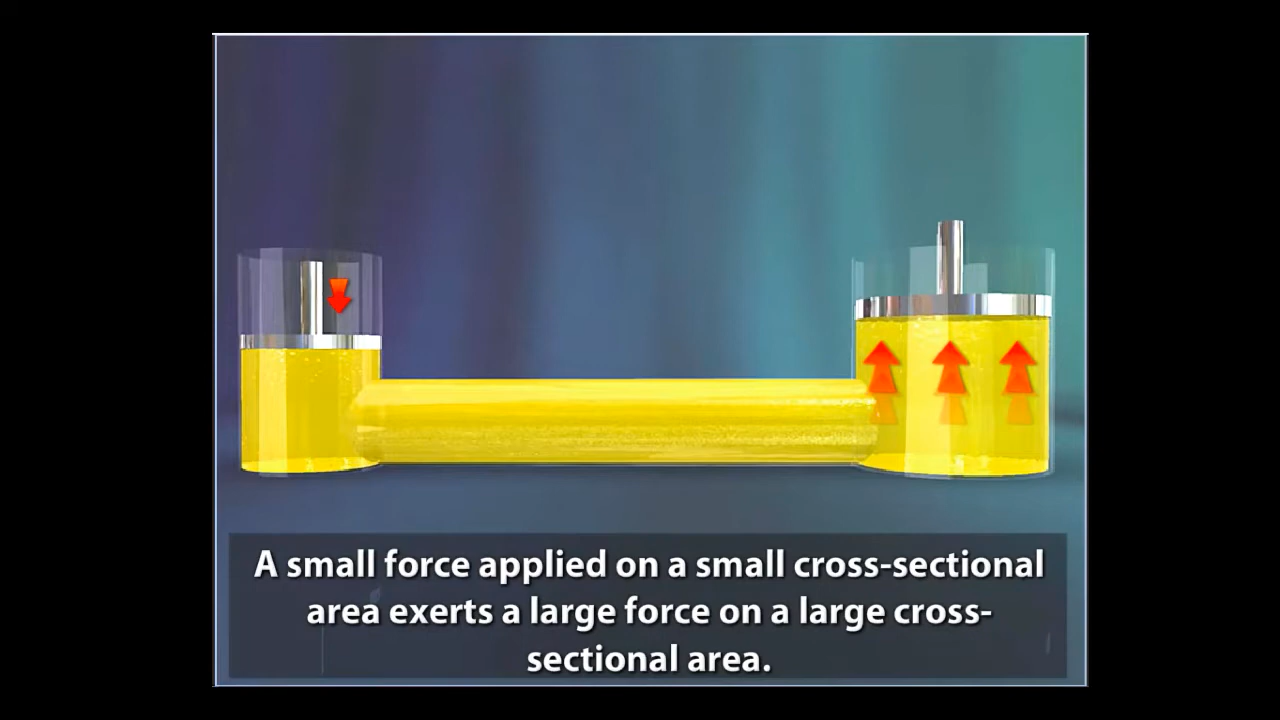 A small force applied on a small cross-sectional
area exerts a large force on a large cross-
sectional area.